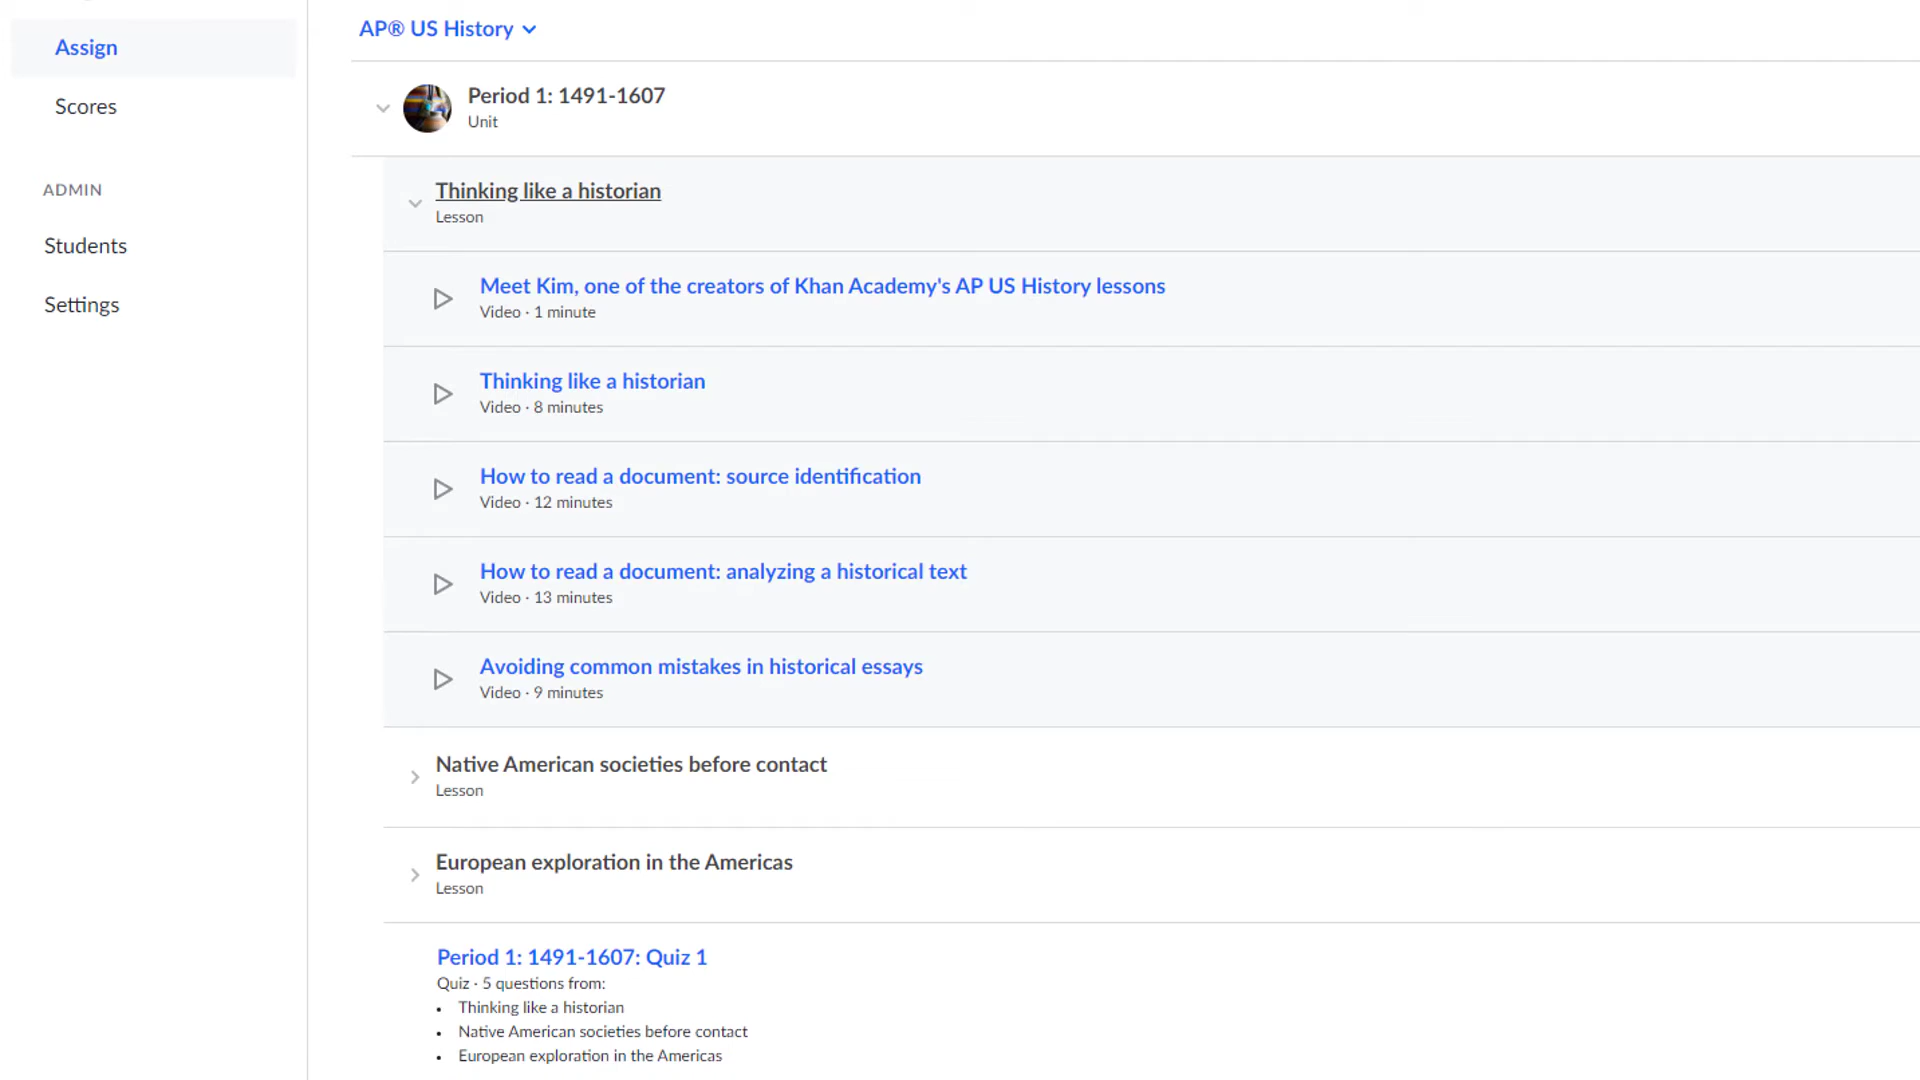 Assign
Scores
ADMIN
Students
Settings
AP® US History
Period 1: 1491-1607
Unit
Thinking like a historian
Lesson
Meet Kim, one of the creators of Khan Academy's AP US History lessons
Video · 1 minute
Thinking like a historian
Video · 8 minutes
How to read a document: source identification
Video · 12 minutes
How to read a document: analyzing a historical text
Video · 13 minutes
Avoiding common mistakes in historical essays
Video · 9 minutes
Native American societies before contact
Lesson
European exploration in the Americas
Lesson
Period 1: 1491-1607: Quiz 1
Quiz · 5 questions from:
• Thinking like a historian
• Native American societies before contact
• European exploration in the Americas